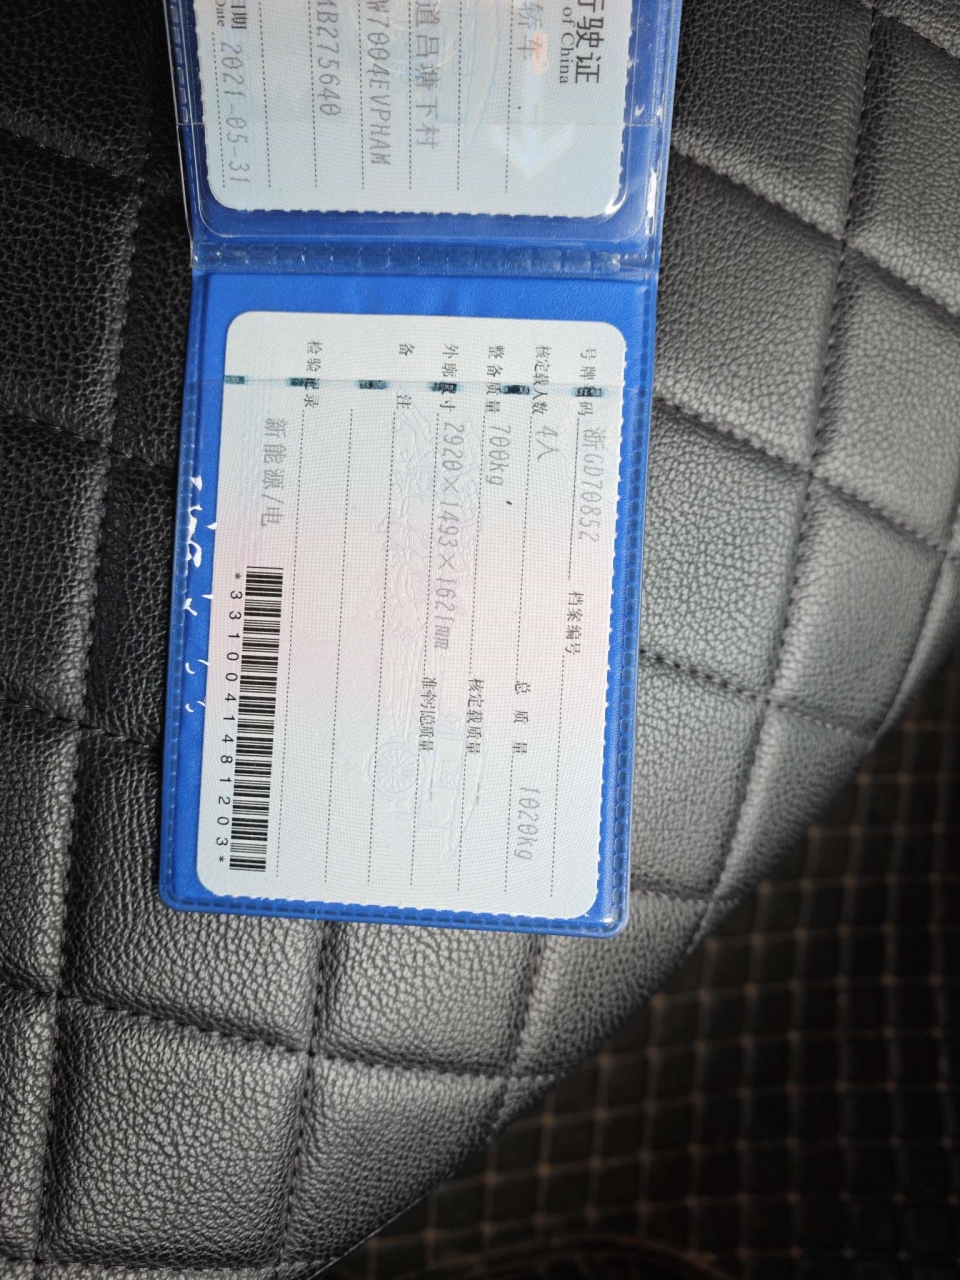 行驶证
of China
轿车
道吕塘下村
W7004EVPHAM
4B275640
日期 2021-05-31
Date
号牌号码 浙GD70852 档案编号
核定载人数 4人 总质量 1020kg
整备质量 700kg 核定载质量 --
外廓尺寸 2920×1493×1621mm 准牵引总质量 --
备注
检验记录
新能源/电
*3310041481203*